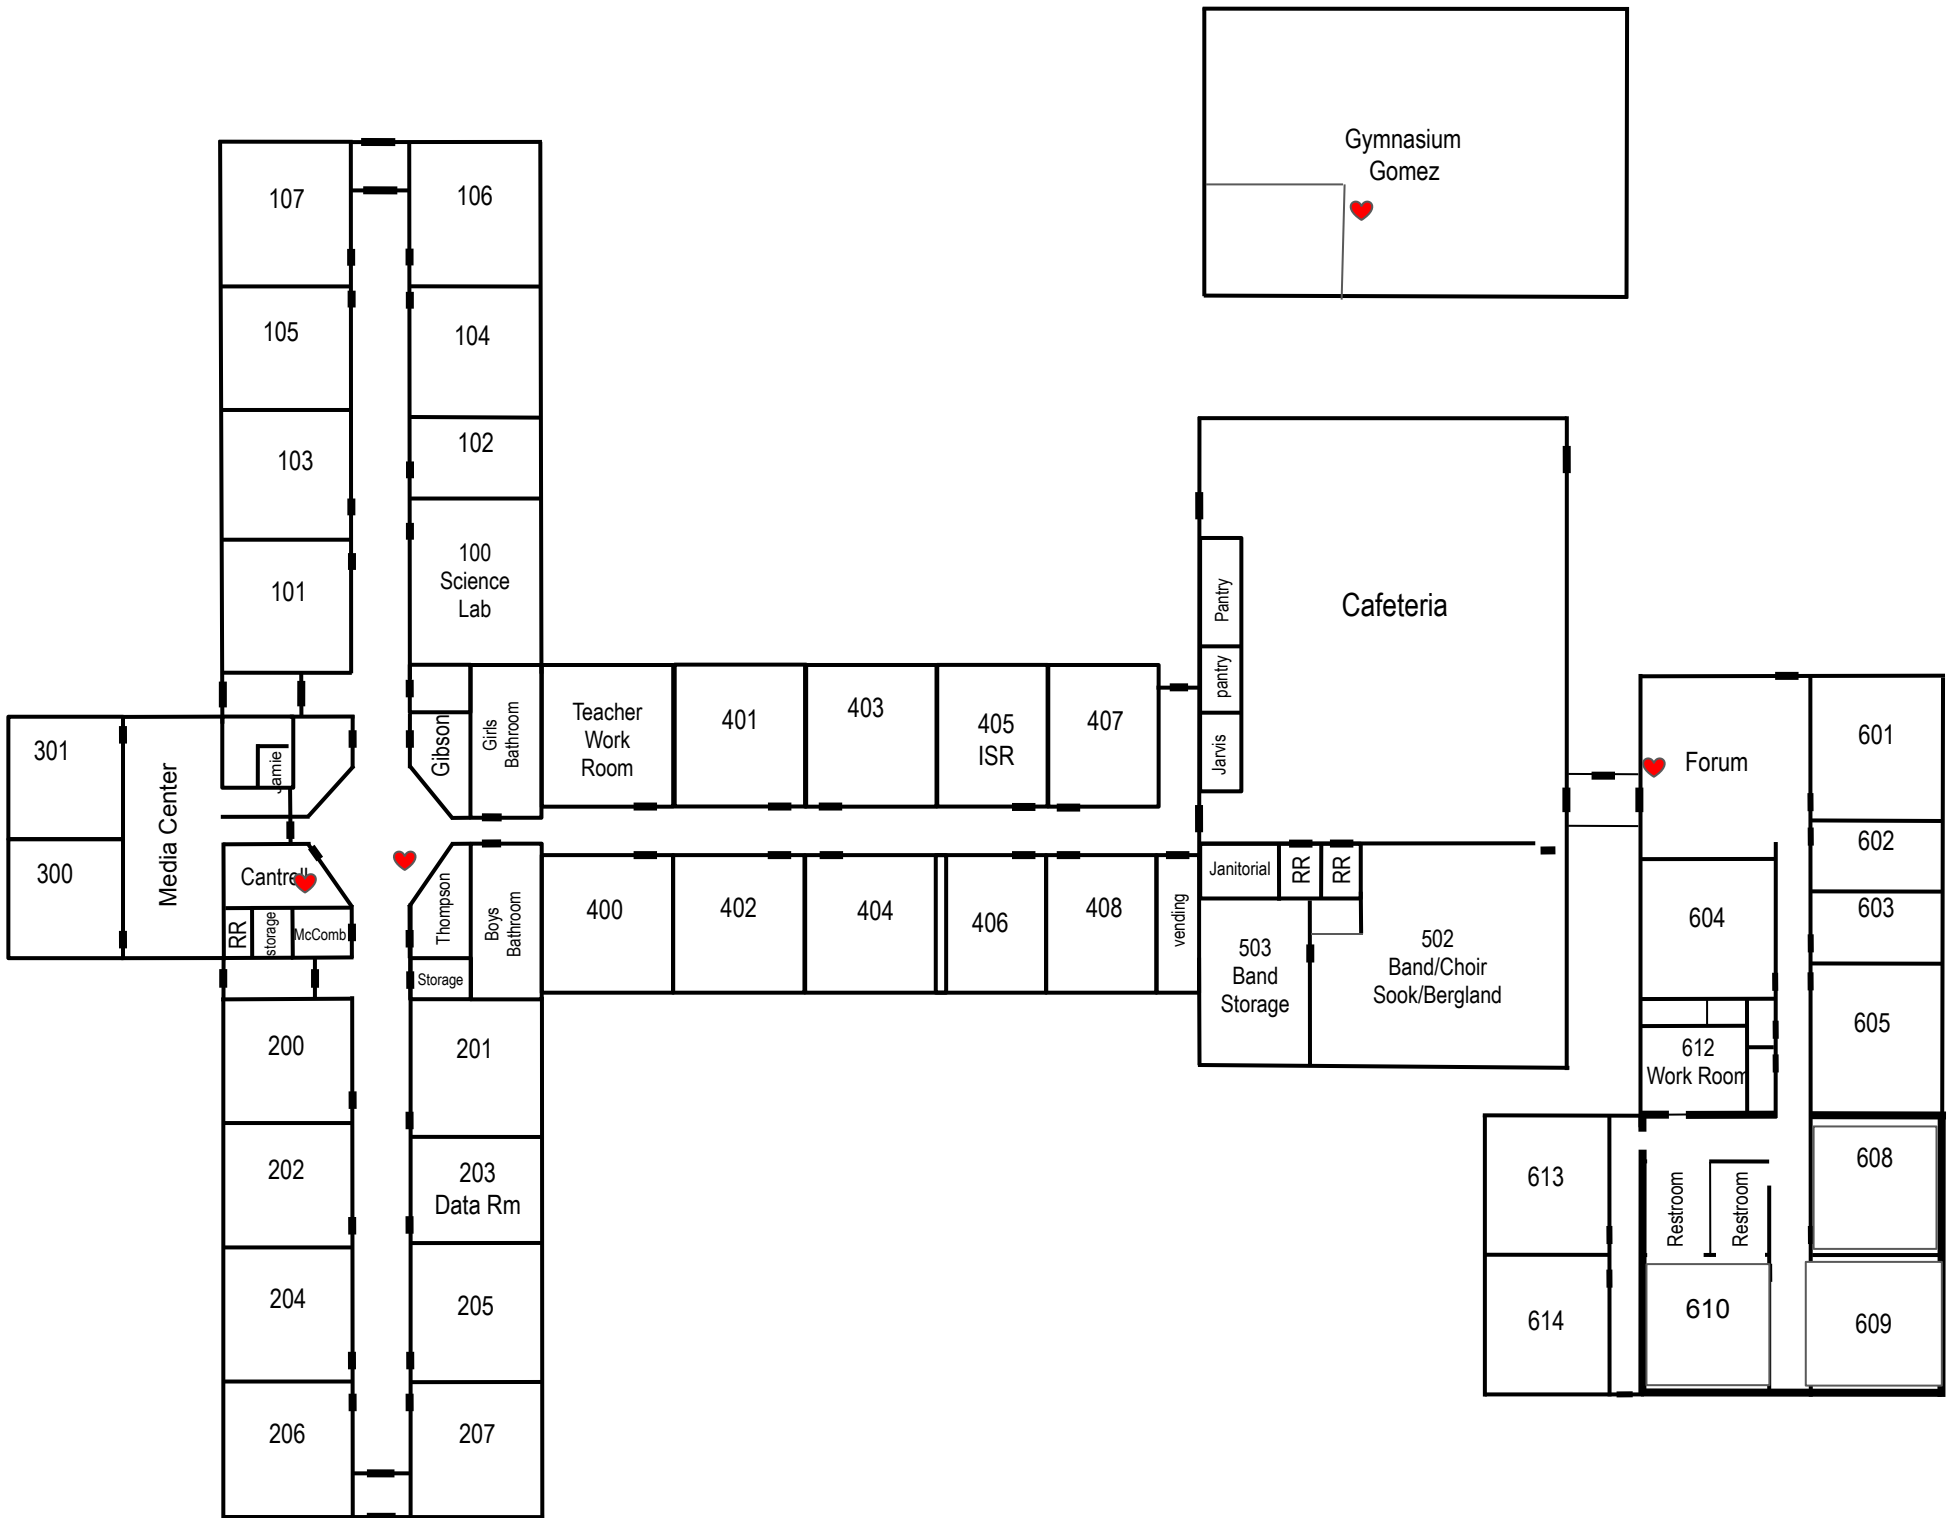 Gymnasium
Gomez
107
106
105
104
103
102
101
100
Science
Lab
Gibson
Girls
Bathroom
Teacher
Work
Room
401
403
405
ISR
407
Pantry
pantry
Jarvis
Cafeteria
301
300
Media Center
Jamie
Cantrell
RR
storage
McComb
Thompson
Storage
Boys
Bathroom
400
402
404
406
408
vending
Janitorial
RR
RR
503
Band
Storage
502
Band/Choir
Sook/Bergland
Forum
601
602
603
604
605
612
Work Room
613
614
Restroom
Restroom
608
610
609
200
201
202
203
Data Rm
204
205
206
207